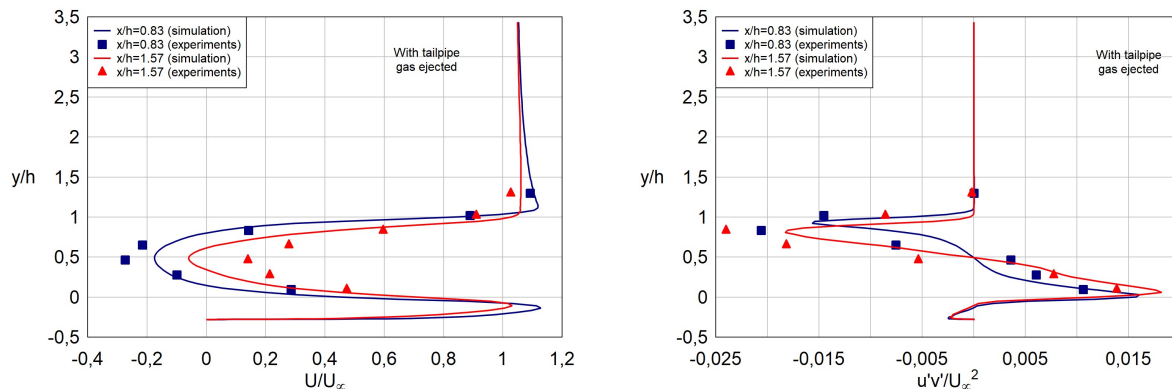 3,5
x/h=0.83 (simulation)
x/h=0.83 (experiments)
3
x/h=1.57 (simulation)
x/h=1.57 (experiments)
With tailpipe
gas ejected
2,5
2
y/h
1,5
1
0,5
0
-0,5
-0,4
-0,2
0
0,2
0,4
0,6
0,8
1
1,2
U/U∞
3,5
x/h=0.83 (simulation)
x/h=0.83 (experiments)
3
x/h=1.57 (simulation)
x/h=1.57 (experiments)
With tailpipe
gas ejected
2,5
2
y/h
1,5
1
0,5
0
-0,5
-0,025
-0,015
-0,005
0,005
0,015
u'v'/U∞²